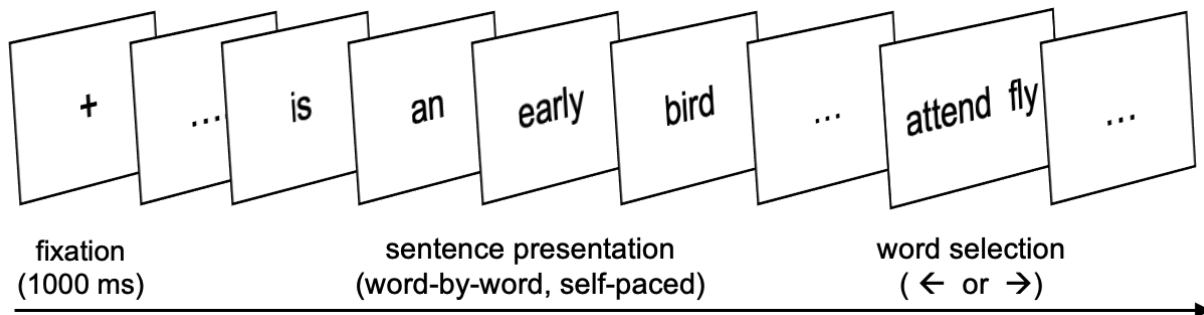 + ... is an early bird ... attend fly ...
fixation
(1000 ms)
sentence presentation
(word-by-word, self-paced)
word selection
( ← or → )